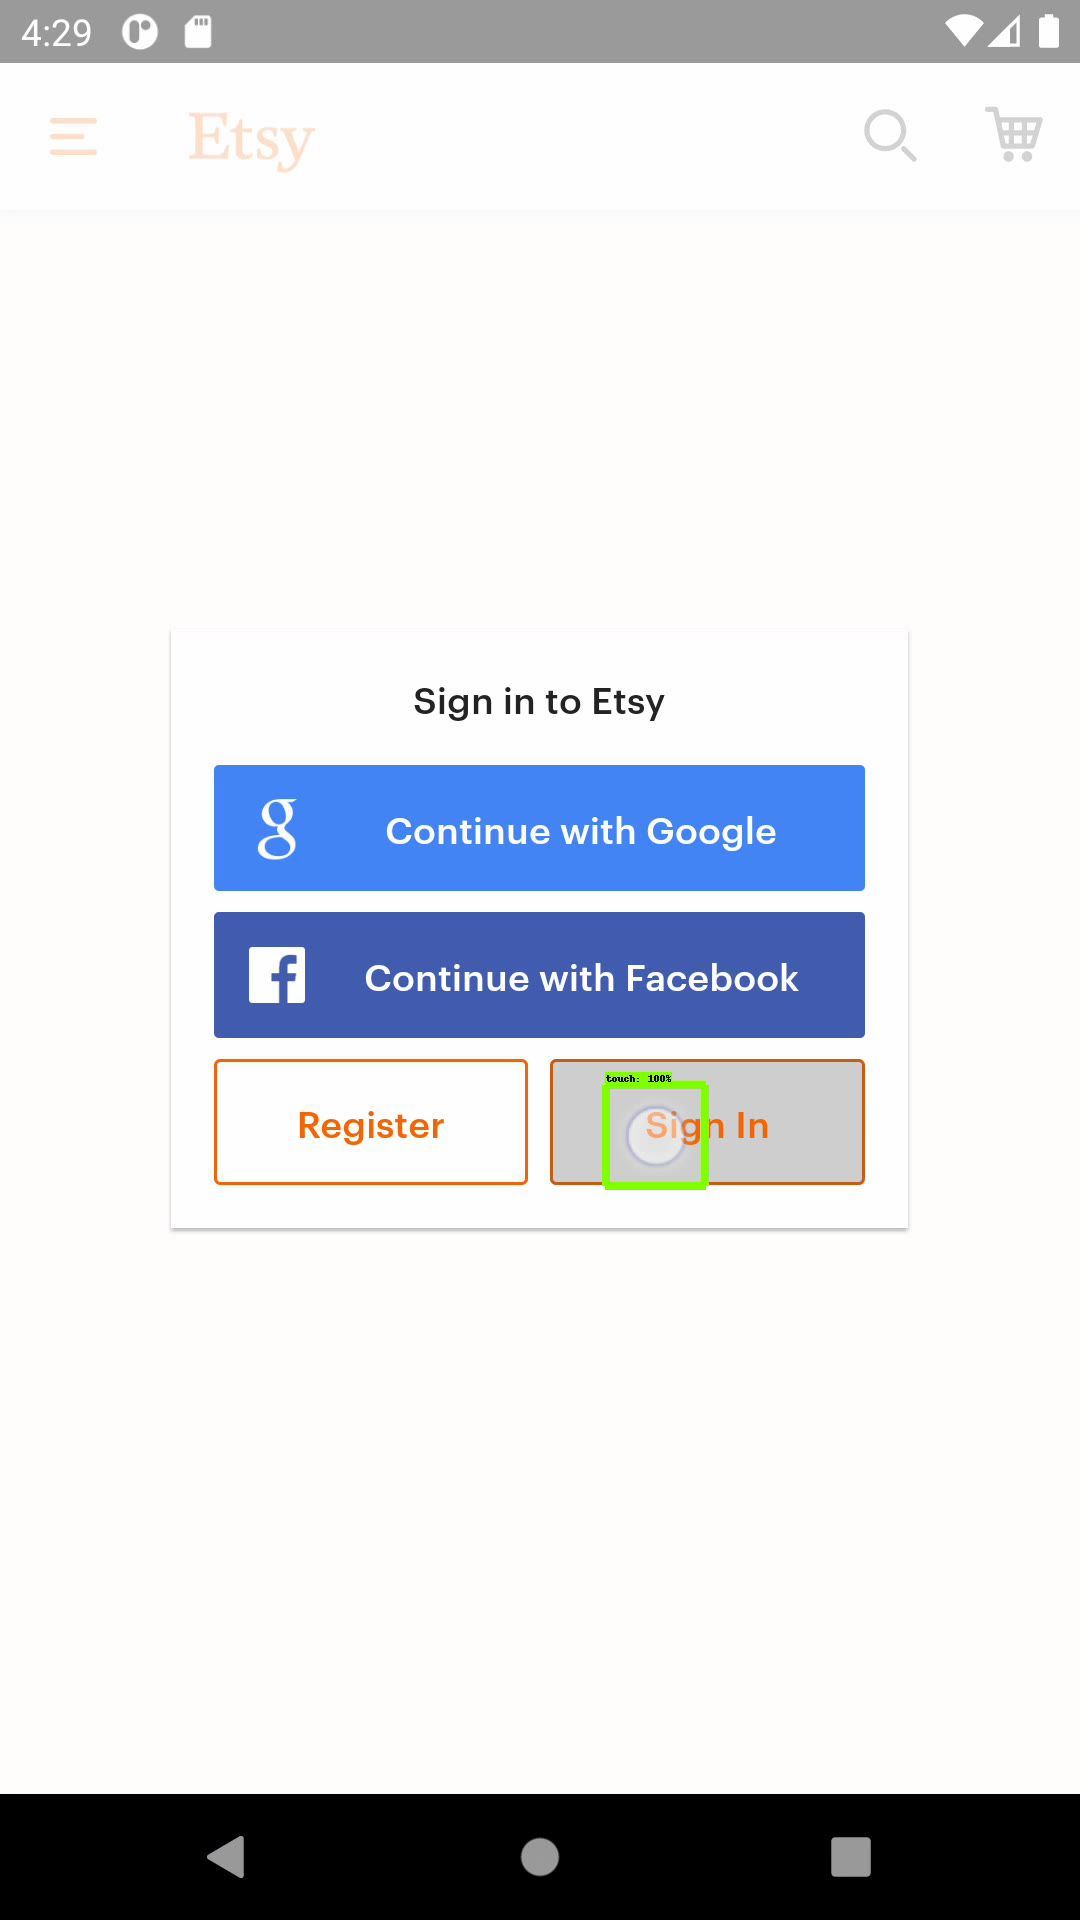 4:29
Etsy
Sign in to Etsy
g Continue with Google
f Continue with Facebook
Register
touch: 100%
Sign In